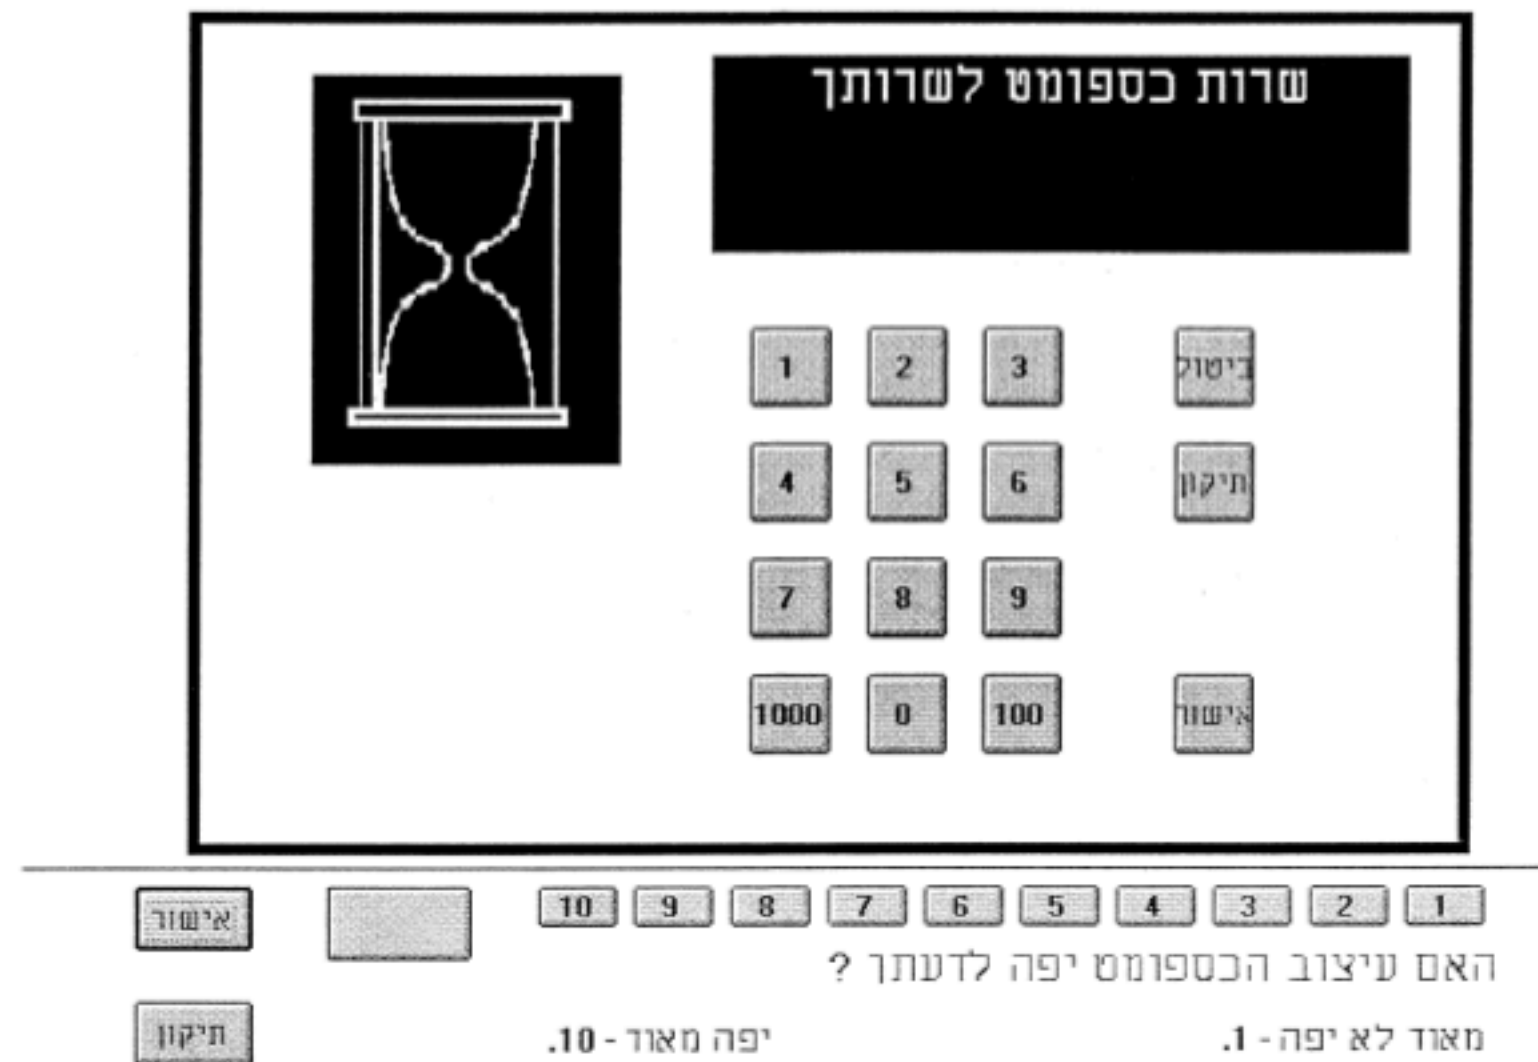 שרות כספומט לשרותך
1 2 3 ביטול
4 5 6 תיקון
7 8 9
1000 0 100 אישור
1 2 3 4 5 6 7 8 9 10 אישור
האם עיצוב הכספומט יפה לדעתך ?
מאוד לא יפה - 1. יפה מאוד - 10. תיקון